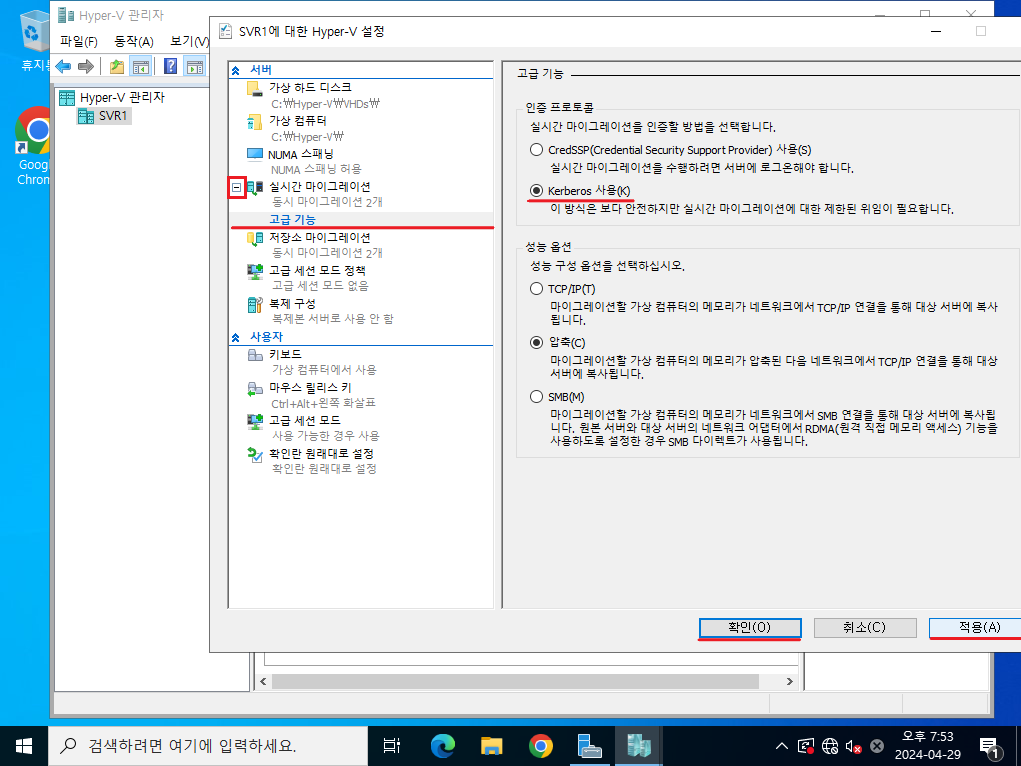 휴지통
Google
Chrom
Hyper-V 관리자
파일(F) 동작(A) 보기(V)
Hyper-V 관리자
SVR1
SVR1에 대한 Hyper-V 설정
서버
가상 하드 디스크
C:₩Hyper-V₩VHDs₩
가상 컴퓨터
C:₩Hyper-V₩
NUMA 스패닝
NUMA 스패닝 허용
실시간 마이그레이션
동시 마이그레이션 2개
고급 기능
저장소 마이그레이션
동시 마이그레이션 2개
고급 세션 모드 정책
고급 세션 모드 없음
복제 구성
복제본 서버로 사용 안 함
사용자
키보드
가상 컴퓨터에서 사용
마우스 릴리스 키
Ctrl+Alt+왼쪽 화살표
고급 세션 모드
사용 가능한 경우 사용
확인란 원래대로 설정
확인란 원래대로 설정
고급 기능
인증 프로토콜
실시간 마이그레이션을 인증할 방법을 선택합니다.
CredSSP(Credential Security Support Provider) 사용(S)
실시간 마이그레이션을 수행하려면 서버에 로그온해야 합니다.
Kerberos 사용(K)
이 방식은 보다 안전하지만 실시간 마이그레이션에 대한 제한된 위임이 필요합니다.
성능 옵션
성능 구성 옵션을 선택하십시오.
TCP/IP(T)
마이그레이션할 가상 컴퓨터의 메모리가 네트워크에서 TCP/IP 연결을 통해 대상 서버에 복사
됩니다.
압축(C)
마이그레이션할 가상 컴퓨터의 메모리가 압축된 다음 네트워크에서 TCP/IP 연결을 통해 대상
서버에 복사됩니다.
SMB(M)
마이그레이션할 가상 컴퓨터의 메모리가 네트워크에서 SMB 연결을 통해 대상 서버에 복사됩
니다. 원본 서버와 대상 서버의 네트워크 어댑터에서 RDMA(원격 직접 메모리 액세스) 기능을
사용하도록 설정한 경우 SMB 다이렉트가 사용됩니다.
확인(O) 취소(C) 적용(A)
검색하려면 여기에 입력하세요.
오후 7:53
2024-04-29
1